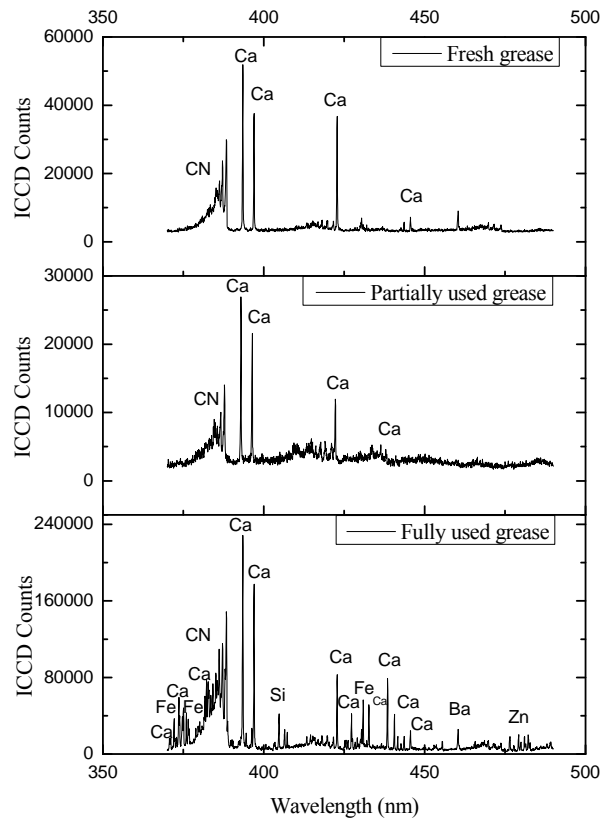 350 400 450 500
60000
40000
20000
0
ICCD Counts
Fresh grease
Ca
Ca
Ca
CN
Ca
30000
20000
10000
0
ICCD Counts
Partially used grease
Ca
Ca
Ca
CN
Ca
240000
160000
80000
0
ICCD Counts
Fully used grease
Ca
Ca
CN
Ca
Ca
Fe
Fe
Ca
Si
Ca
Ca
Fe
Ca
Ca
Ca
Ca
Ba
Zn
350 400 450 500
Wavelength (nm)